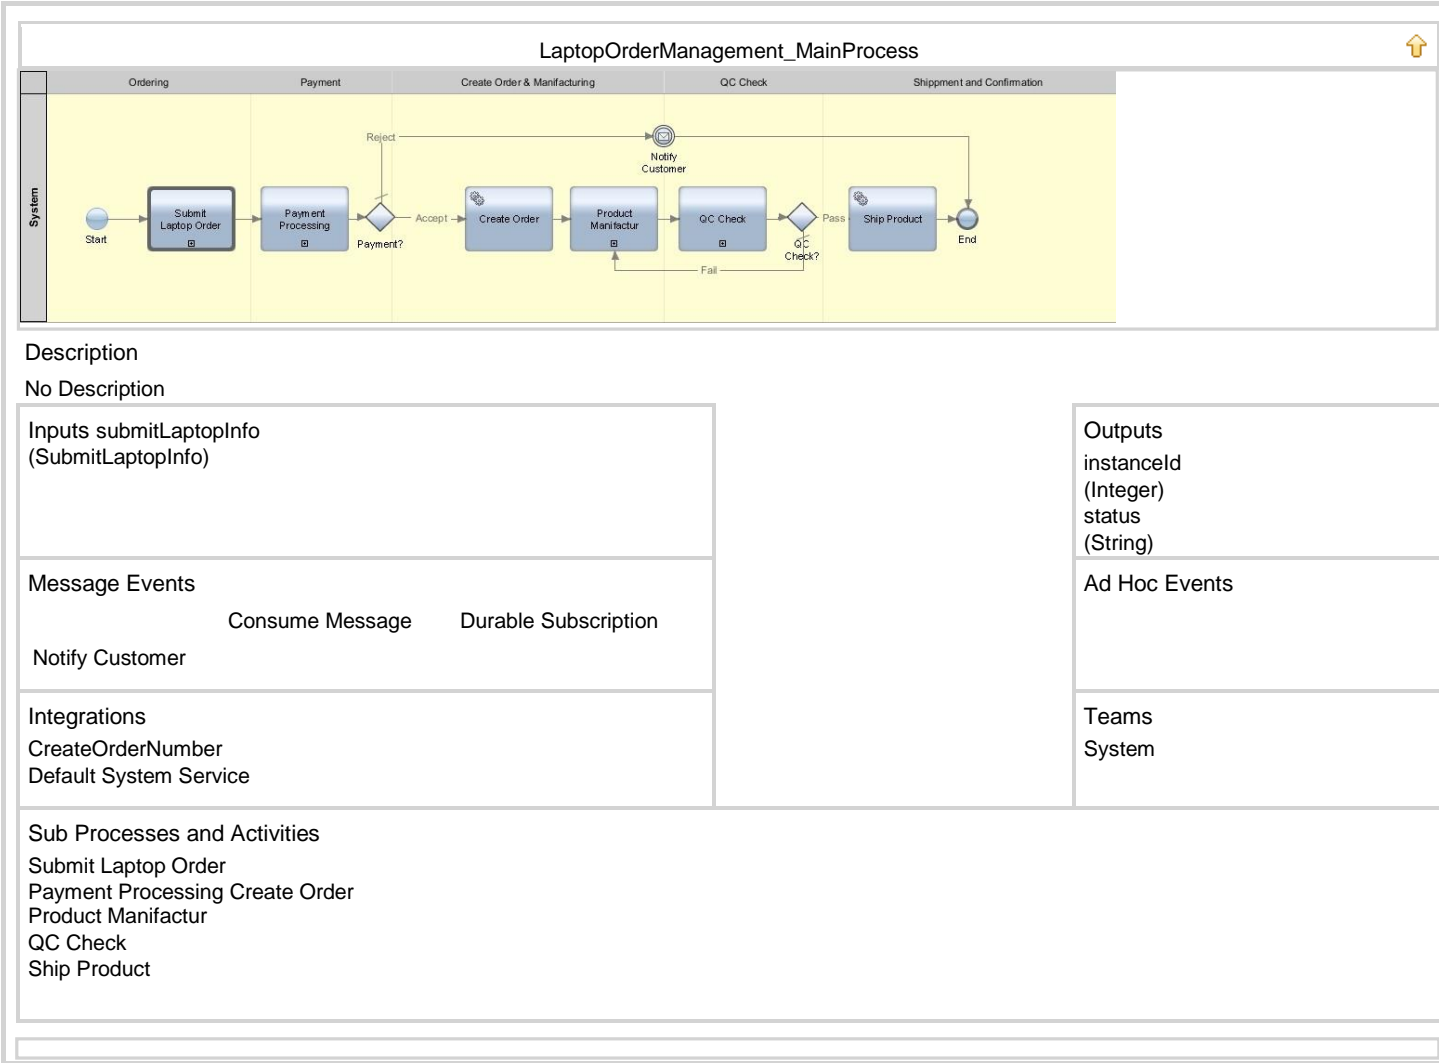 LaptopOrderManagement_MainProcess
Ordering
Payment
Create Order & Manifacturing
QC Check
Shippment and Confirmation
System
Reject
Notify
Customer
Start
Submit
Laptop Order
Payment
Processing
Payment?
Accept
Create Order
Product
Manifactur
QC Check
QC
Check?
Pass
Ship Product
End
Fail
Description
No Description
Inputs submitLaptopInfo
(SubmitLaptopInfo)
Outputs
instanceId
(Integer)
status
(String)
Message Events
Consume Message Durable Subscription
Notify Customer
Ad Hoc Events
Integrations
CreateOrderNumber
Default System Service
Teams
System
Sub Processes and Activities
Submit Laptop Order
Payment Processing Create Order
Product Manifactur
QC Check
Ship Product